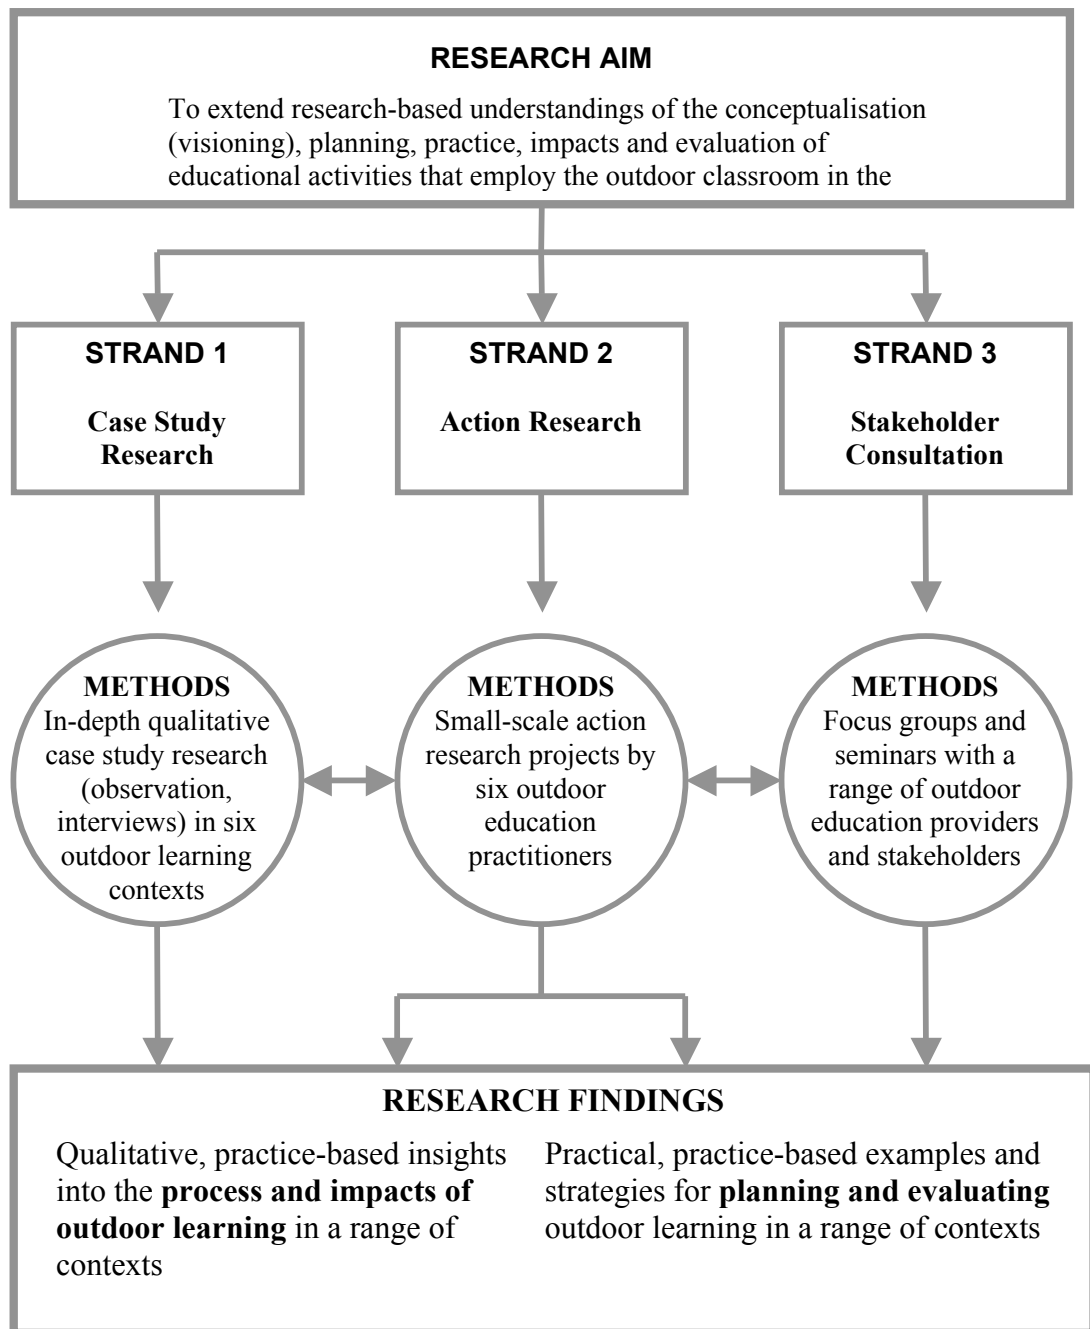 RESEARCH AIM
To extend research-based understandings of the conceptualisation
(visioning), planning, practice, impacts and evaluation of
educational activities that employ the outdoor classroom in the
STRAND 1
Case Study
Research
STRAND 2
Action Research
STRAND 3
Stakeholder
Consultation
METHODS
In-depth qualitative
case study research
(observation,
interviews) in six
outdoor learning
contexts
METHODS
Small-scale action
research projects by
six outdoor
education
practitioners
METHODS
Focus groups and
seminars with a
range of outdoor
education providers
and stakeholders
RESEARCH FINDINGS
Qualitative, practice-based insights
into the process and impacts of
outdoor learning in a range of
contexts
Practical, practice-based examples and
strategies for planning and evaluating
outdoor learning in a range of contexts